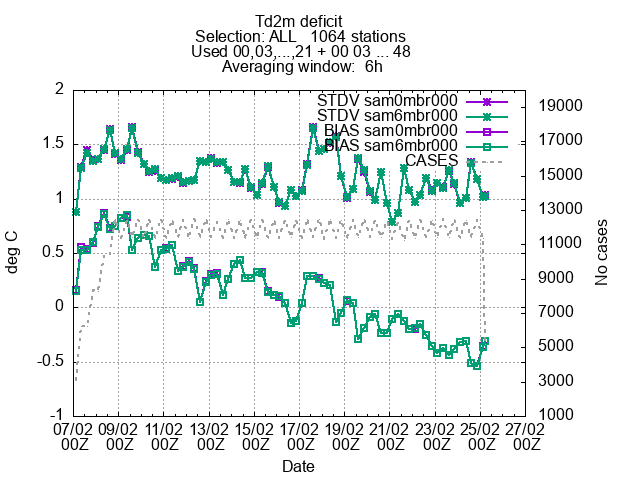 Td2m deficit
Selection: ALL   1064 stations
Used 00,03,...,21 + 00 03 ... 48
Averaging window:  6h
STDV sam0mbr000
STDV sam6mbr000
BIAS sam0mbr000
BIAS sam6mbr000
CASES
2
1.5
1
0.5
0
-0.5
-1
deg C
19000
17000
15000
13000
11000
9000
7000
5000
3000
1000
No cases
07/02 09/02 11/02 13/02 15/02 17/02 19/02 21/02 23/02 25/02 27/02
00Z 00Z 00Z 00Z 00Z 00Z 00Z 00Z 00Z 00Z 00Z
Date